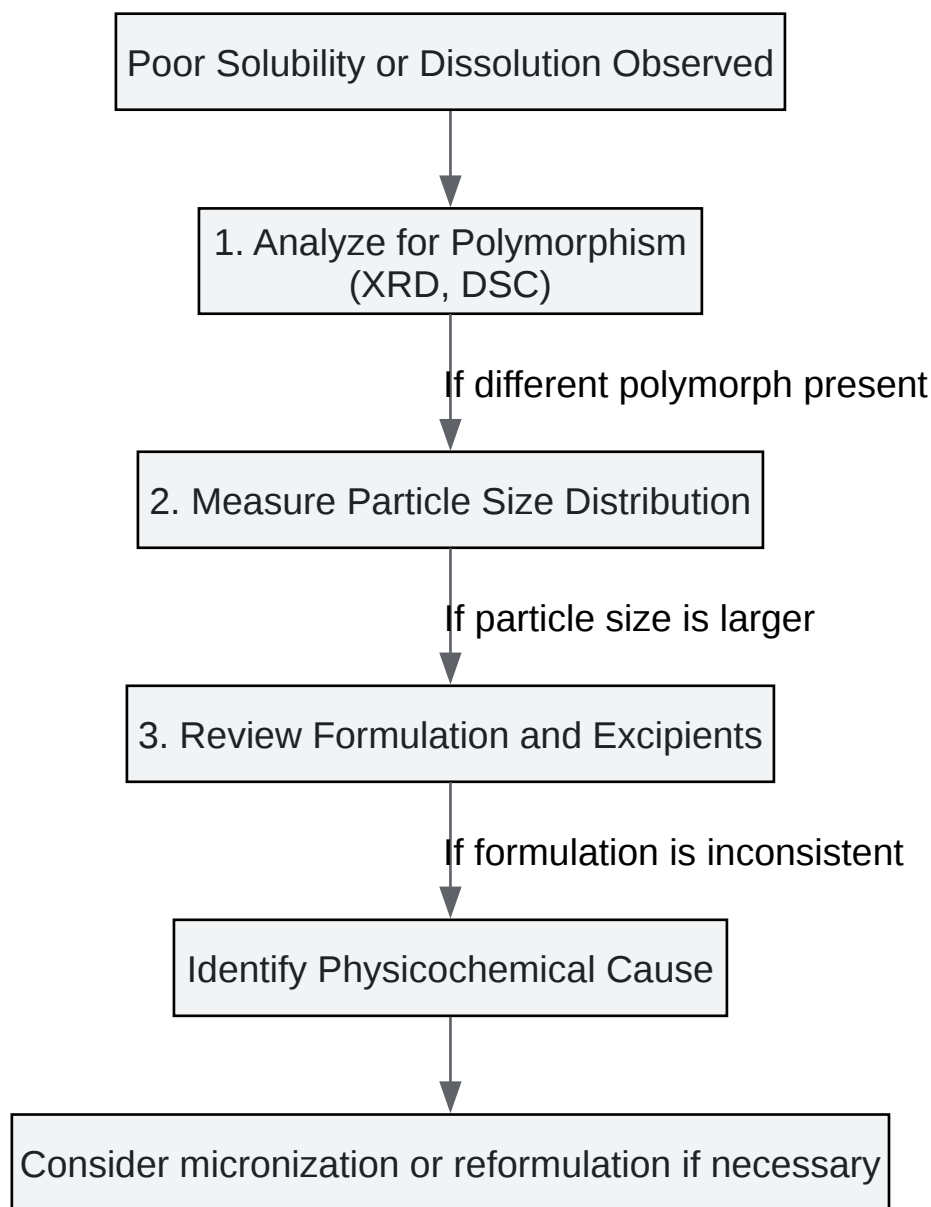 Poor Solubility or Dissolution Observed
1. Analyze for Polymorphism
(XRD, DSC)
If different polymorph present
2. Measure Particle Size Distribution
If particle size is larger
3. Review Formulation and Excipients
If formulation is inconsistent
Identify Physicochemical Cause
Consider micronization or reformulation if necessary